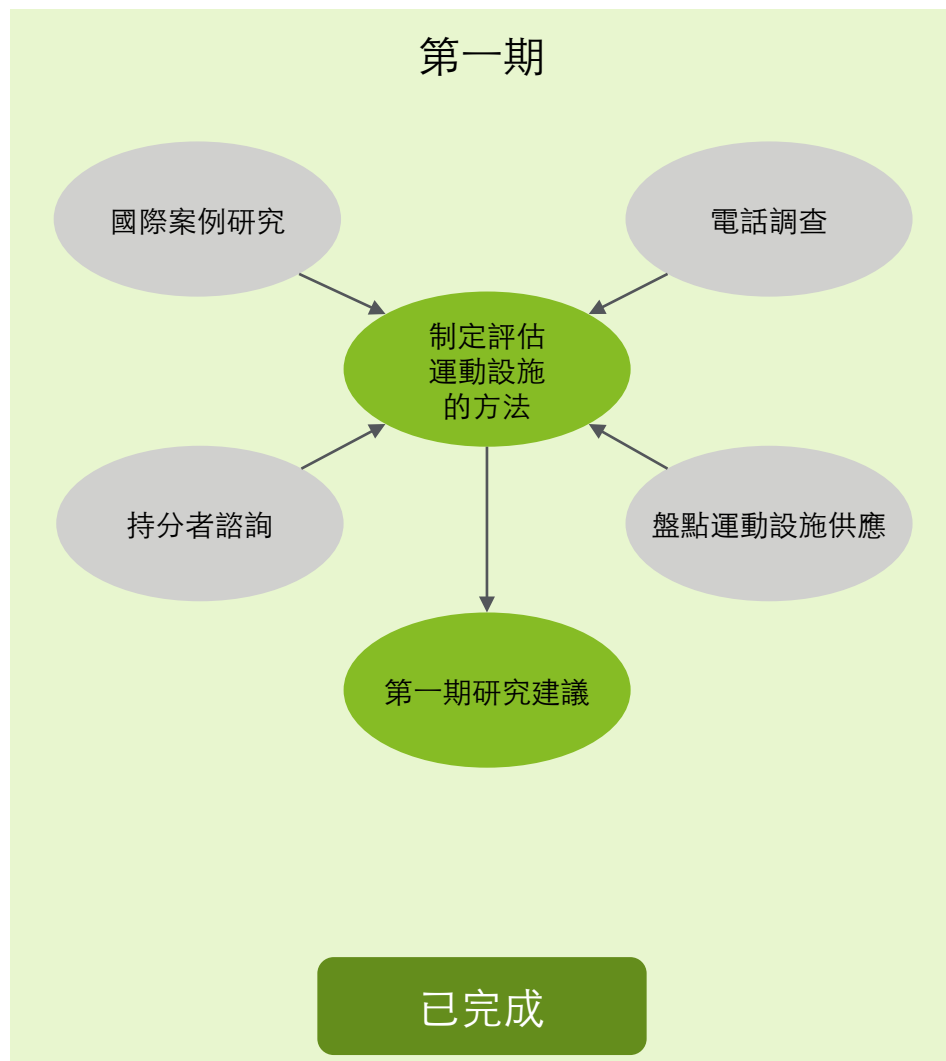 第一期
國際案例研究
電話調查
制定評估
運動設施
的方法
持分者諮詢
盤點運動設施供應
第一期研究建議
已完成